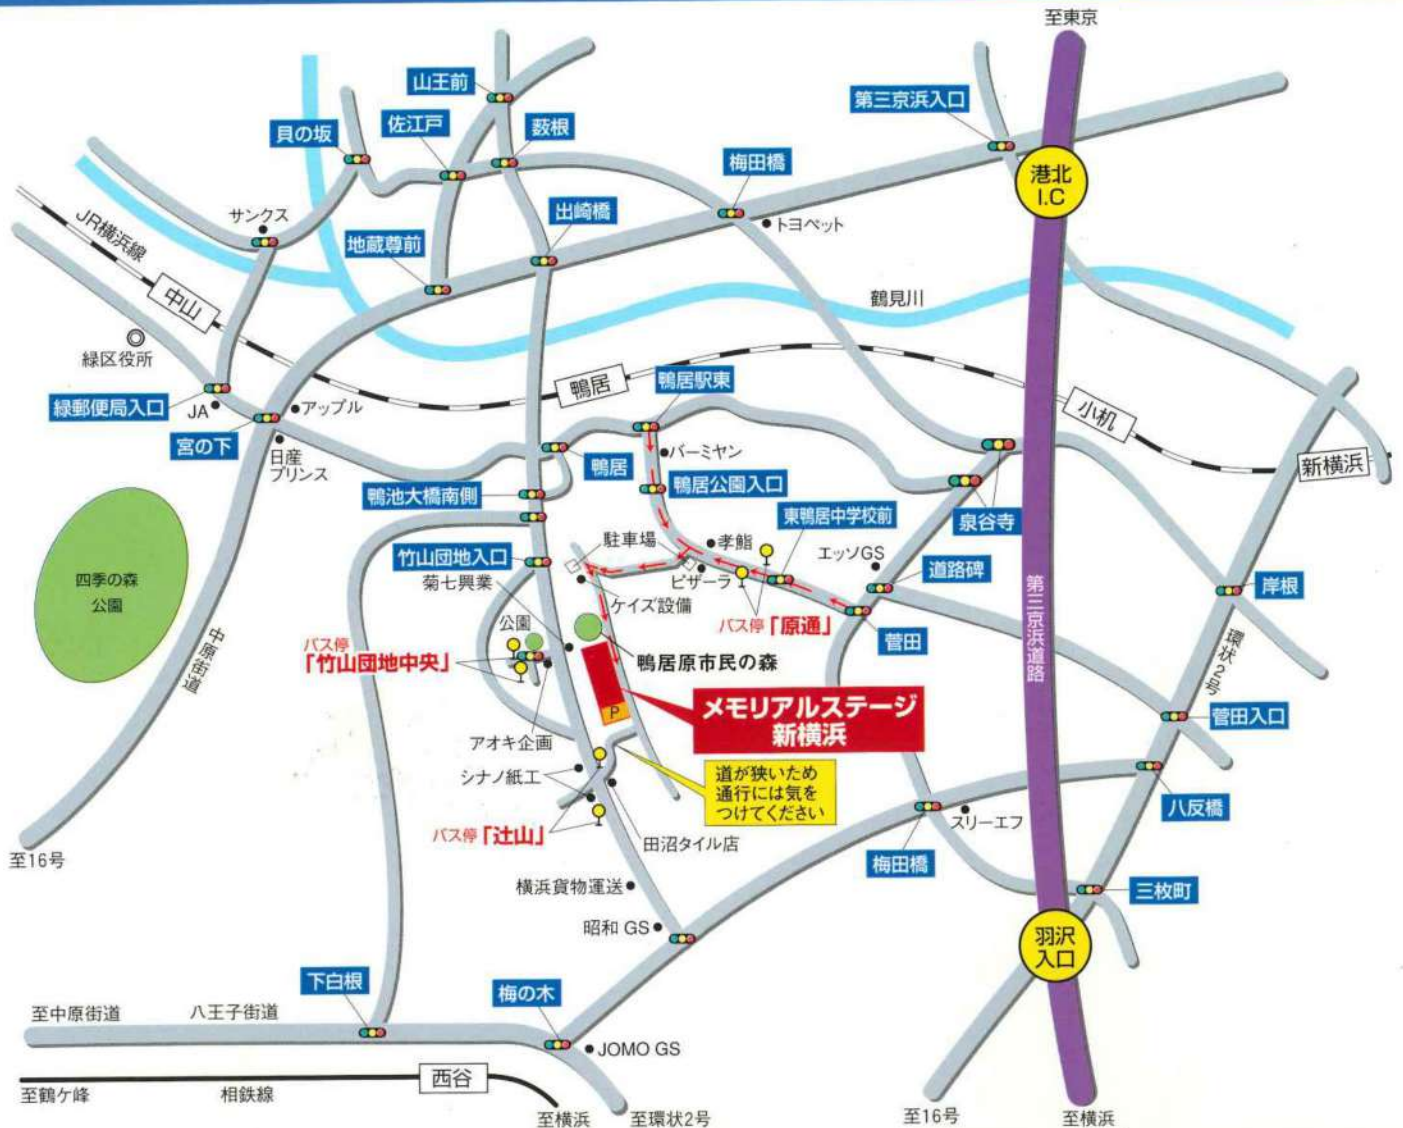 至東京
山王前
第三京浜入口
佐江戸
藪根
貝の坂
梅田橋
港北
I.C
サンクス
出崎橋
トヨペット
JR横浜線
地蔵尊前
中山
鶴見川
緑区役所
鴨居
鴨居駅東
緑郵便局入口
JA
アップル
小机
宮の下
日産
プリンス
鴨居
バーミヤン
新横浜
鴨池大橋南側
鴨居公園入口
泉谷寺
東鴨居中学校前
駐車場
孝鮨
エッソGS
竹山団地入口
道路碑
四季の森
公園
菊七興業
ピザーラ
岸根
ケイズ設備
公園
バス停「原通」
菅田
第三京浜道路
中原街道
バス停
「竹山団地中央」
鴨居原市民の森
環状2号
メモリアルステージ
新横浜
P
菅田入口
アオキ企画
シナノ紙工
道が狭いため
通行には気を
つけてください
八反橋
スリーエフ
バス停「辻山」
田沼タイル店
至16号
梅田橋
横浜貨物運送
三枚町
昭和 GS
羽沢
入口
下白根
梅の木
至中原街道
八王子街道
JOMO GS
西谷
至鶴ケ峰
相鉄線
至横浜
至環状2号
至16号
至横浜